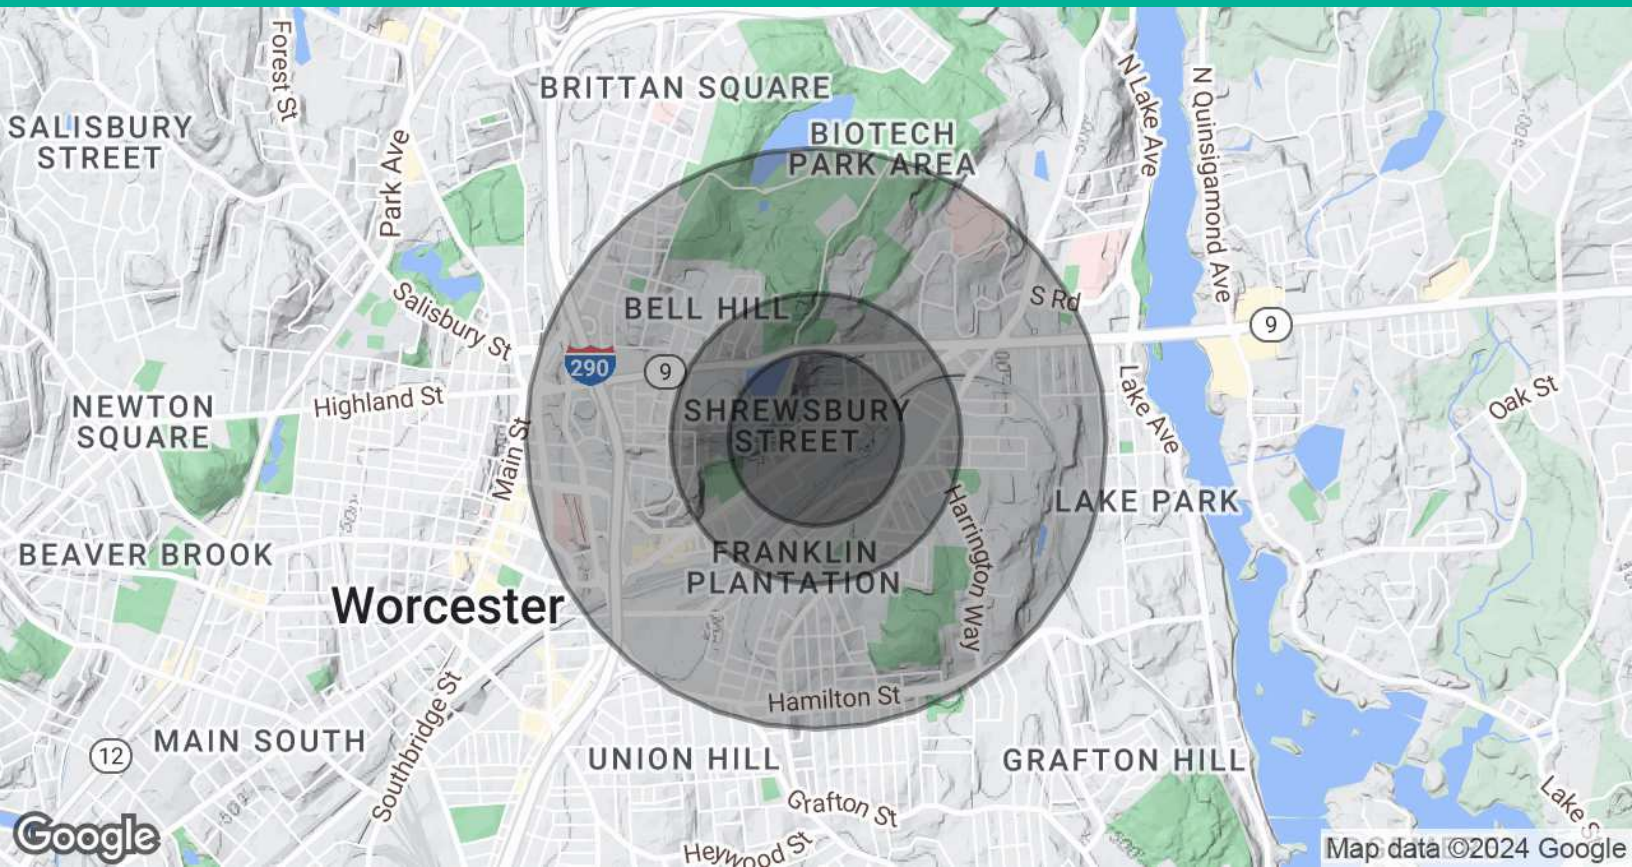 Forest St
BRITTAN SQUARE
N Lake Ave
N Quinsigamond Ave
SALISBURY
STREET
Park Ave
BIOTECH
PARK AREA
Salisbury St
BELL HILL
S Rd
9
290
9
Highland St
NEWTON
SQUARE
Main St
SHREWSBURY
STREET
Lake Ave
Oak St
LAKE PARK
Harrington Way
BEAVER BROOK
FRANKLIN
PLANTATION
Worcester
Hamilton St
12
MAIN SOUTH
Southbridge St
UNION HILL
GRAFTON HILL
Grafton St
Lake S
Heywood St
Google
Map data ©2024 Google